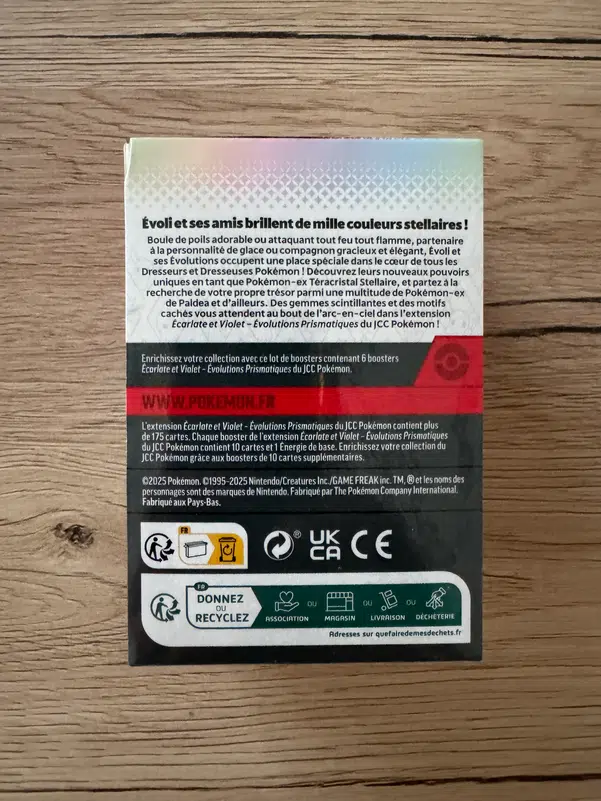 Évoli et ses amis brillent de mille couleurs stellaires !
Boule de poils adorable ou attaquant tout feu tout flamme, partenaire
à la personnalité de glace ou compagnon gracieux et élégant, Évoli et
ses Évolutions occupent une place spéciale dans le cœur de tous les
Dresseurs et Dresseuses Pokémon ! Découvrez leurs nouveaux pouvoirs
uniques en tant que Pokémon-ex Téracristal Stellaire, et partez à la
recherche de votre propre trésor parmi une multitude de Pokémon-ex
de Paldea et d'ailleurs. Des gemmes scintillantes et des motifs
cachés vous attendent au bout de l'arc-en-ciel dans l'extension
Écarlate et Violet – Évolutions Prismatiques du JCC Pokémon !
Enrichissez votre collection avec ce lot de boosters contenant 6 boosters
Écarlate et Violet – Évolutions Prismatiques du JCC Pokémon.
WWW.POKEMON.FR
L'extension Écarlate et Violet – Évolutions Prismatiques du JCC Pokémon contient plus
de 175 cartes. Chaque booster de l'extension Écarlate et Violet – Évolutions Prismatiques
du JCC Pokémon contient 10 cartes et 1 Énergie de base. Enrichissez votre collection du
JCC Pokémon grâce aux boosters de 10 cartes supplémentaires.
©2025 Pokémon. ©1995-2025 Nintendo/Creatures Inc./GAME FREAK inc. TM, ® et les noms des
personnages sont des marques de Nintendo. Fabriqué par The Pokémon Company International.
Fabriqué aux Pays-Bas.
FR
®
UK
CA
CE
FR
DONNEZ
OU
RECYCLEZ
ASSOCIATION OU MAGASIN OU LIVRAISON OU DÉCHÈTERIE
Adresses sur quefairedemesdechets.fr